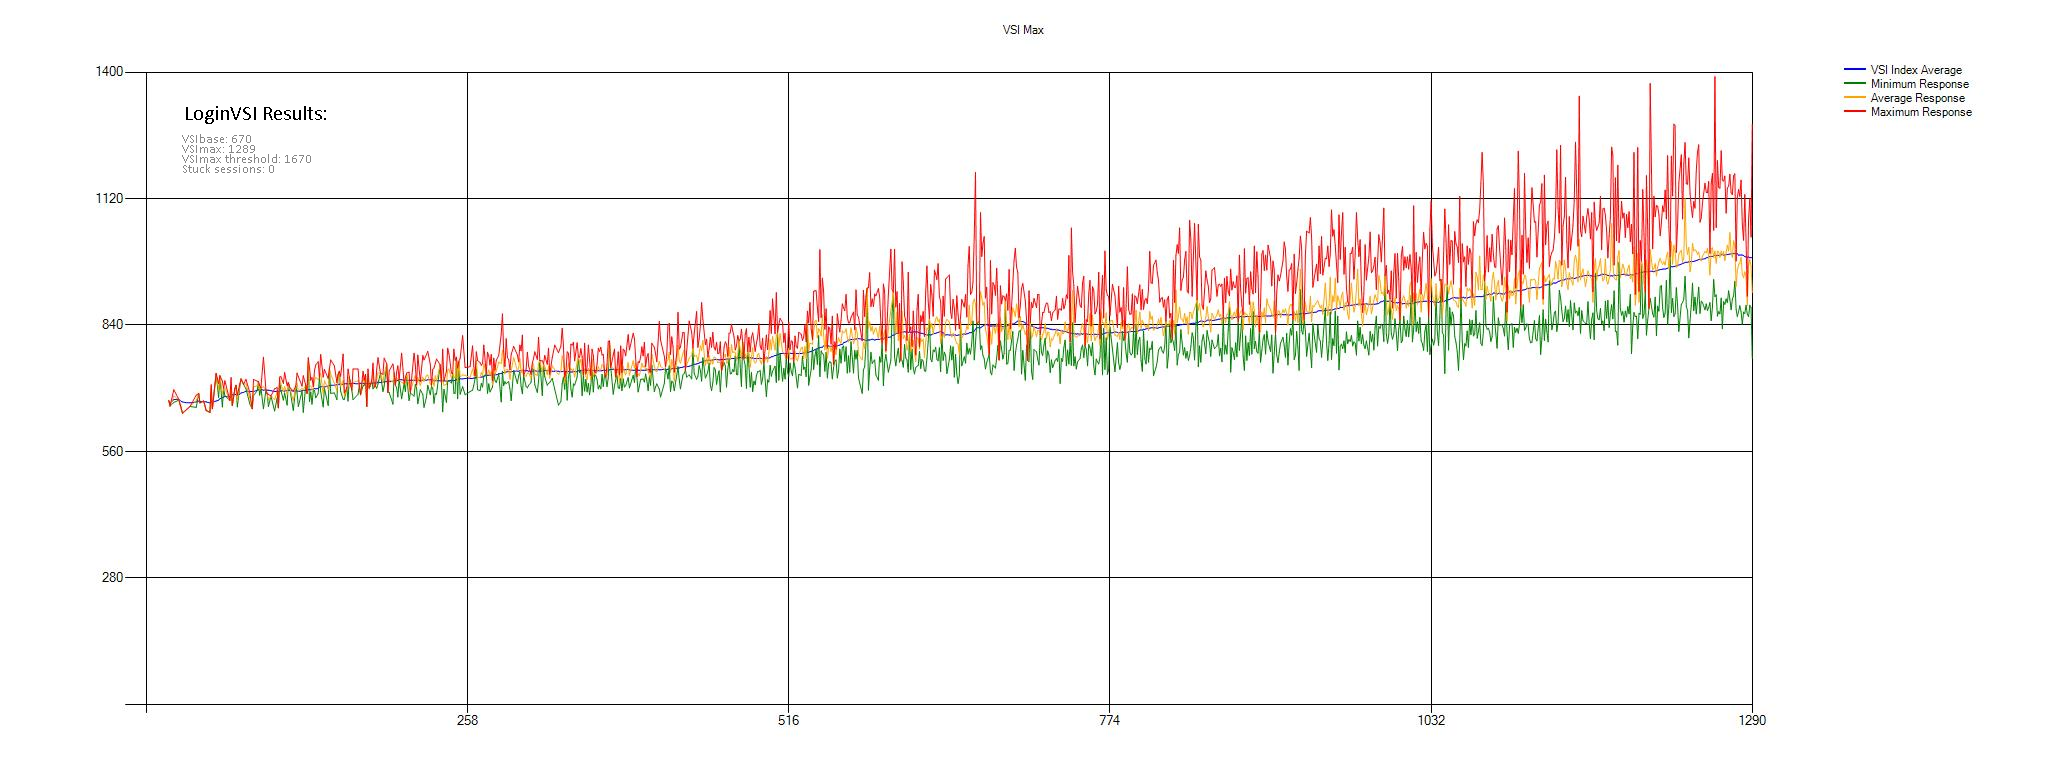 VSI Max
1400
1120
840
560
280
258
516
774
1032
1290
LoginVSI Results:
VSIbase: 670
VSImax: 1289
VSImax threshold: 1670
Stuck sessions: 0
VSI Index Average
Minimum Response
Average Response
Maximum Response